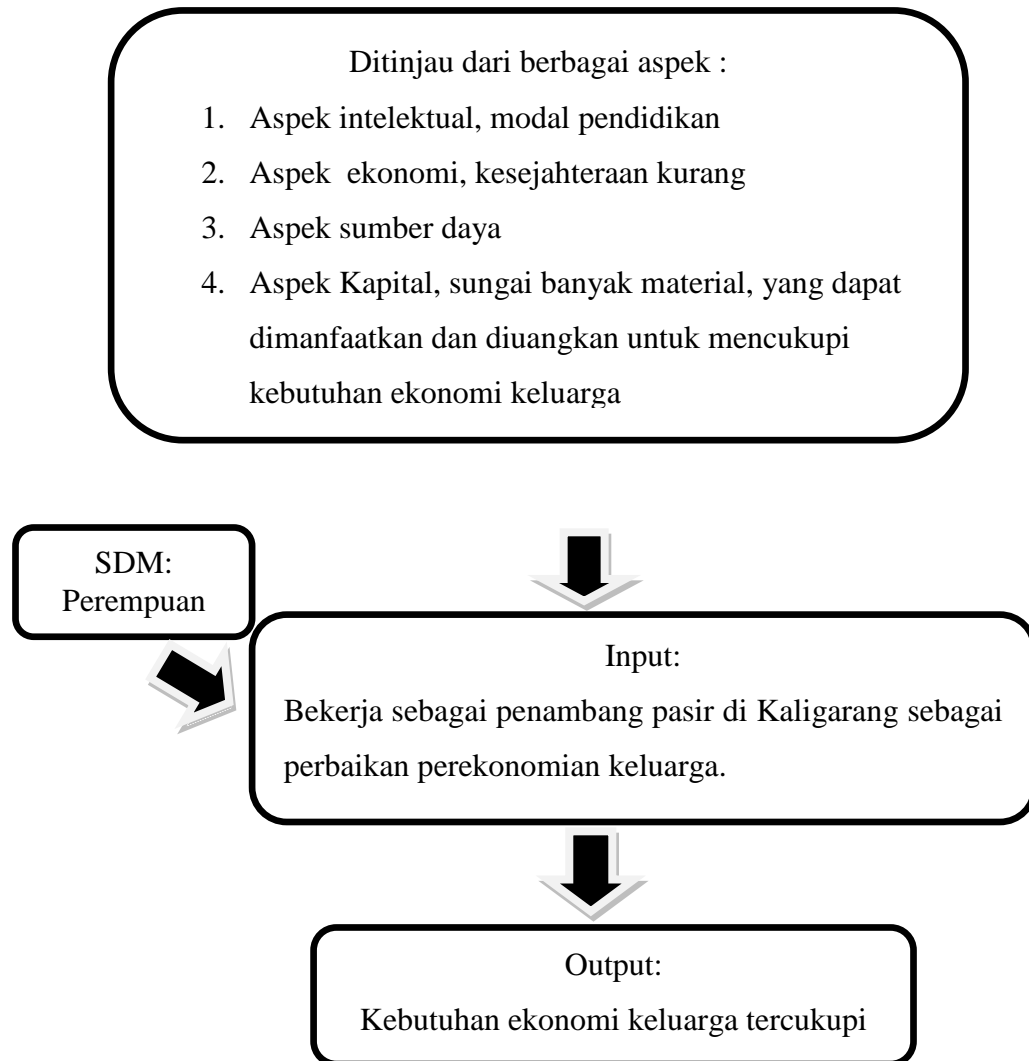 Ditinjau dari berbagai aspek :
1. Aspek intelektual, modal pendidikan
2. Aspek ekonomi, kesejahteraan kurang
3. Aspek sumber daya
4. Aspek Kapital, sungai banyak material, yang dapat
dimanfaatkan dan diuangkan untuk mencukupi
kebutuhan ekonomi keluarga
SDM:
Perempuan
Input:
Bekerja sebagai penambang pasir di Kaligarang sebagai
perbaikan perekonomian keluarga.
Output:
Kebutuhan ekonomi keluarga tercukupi